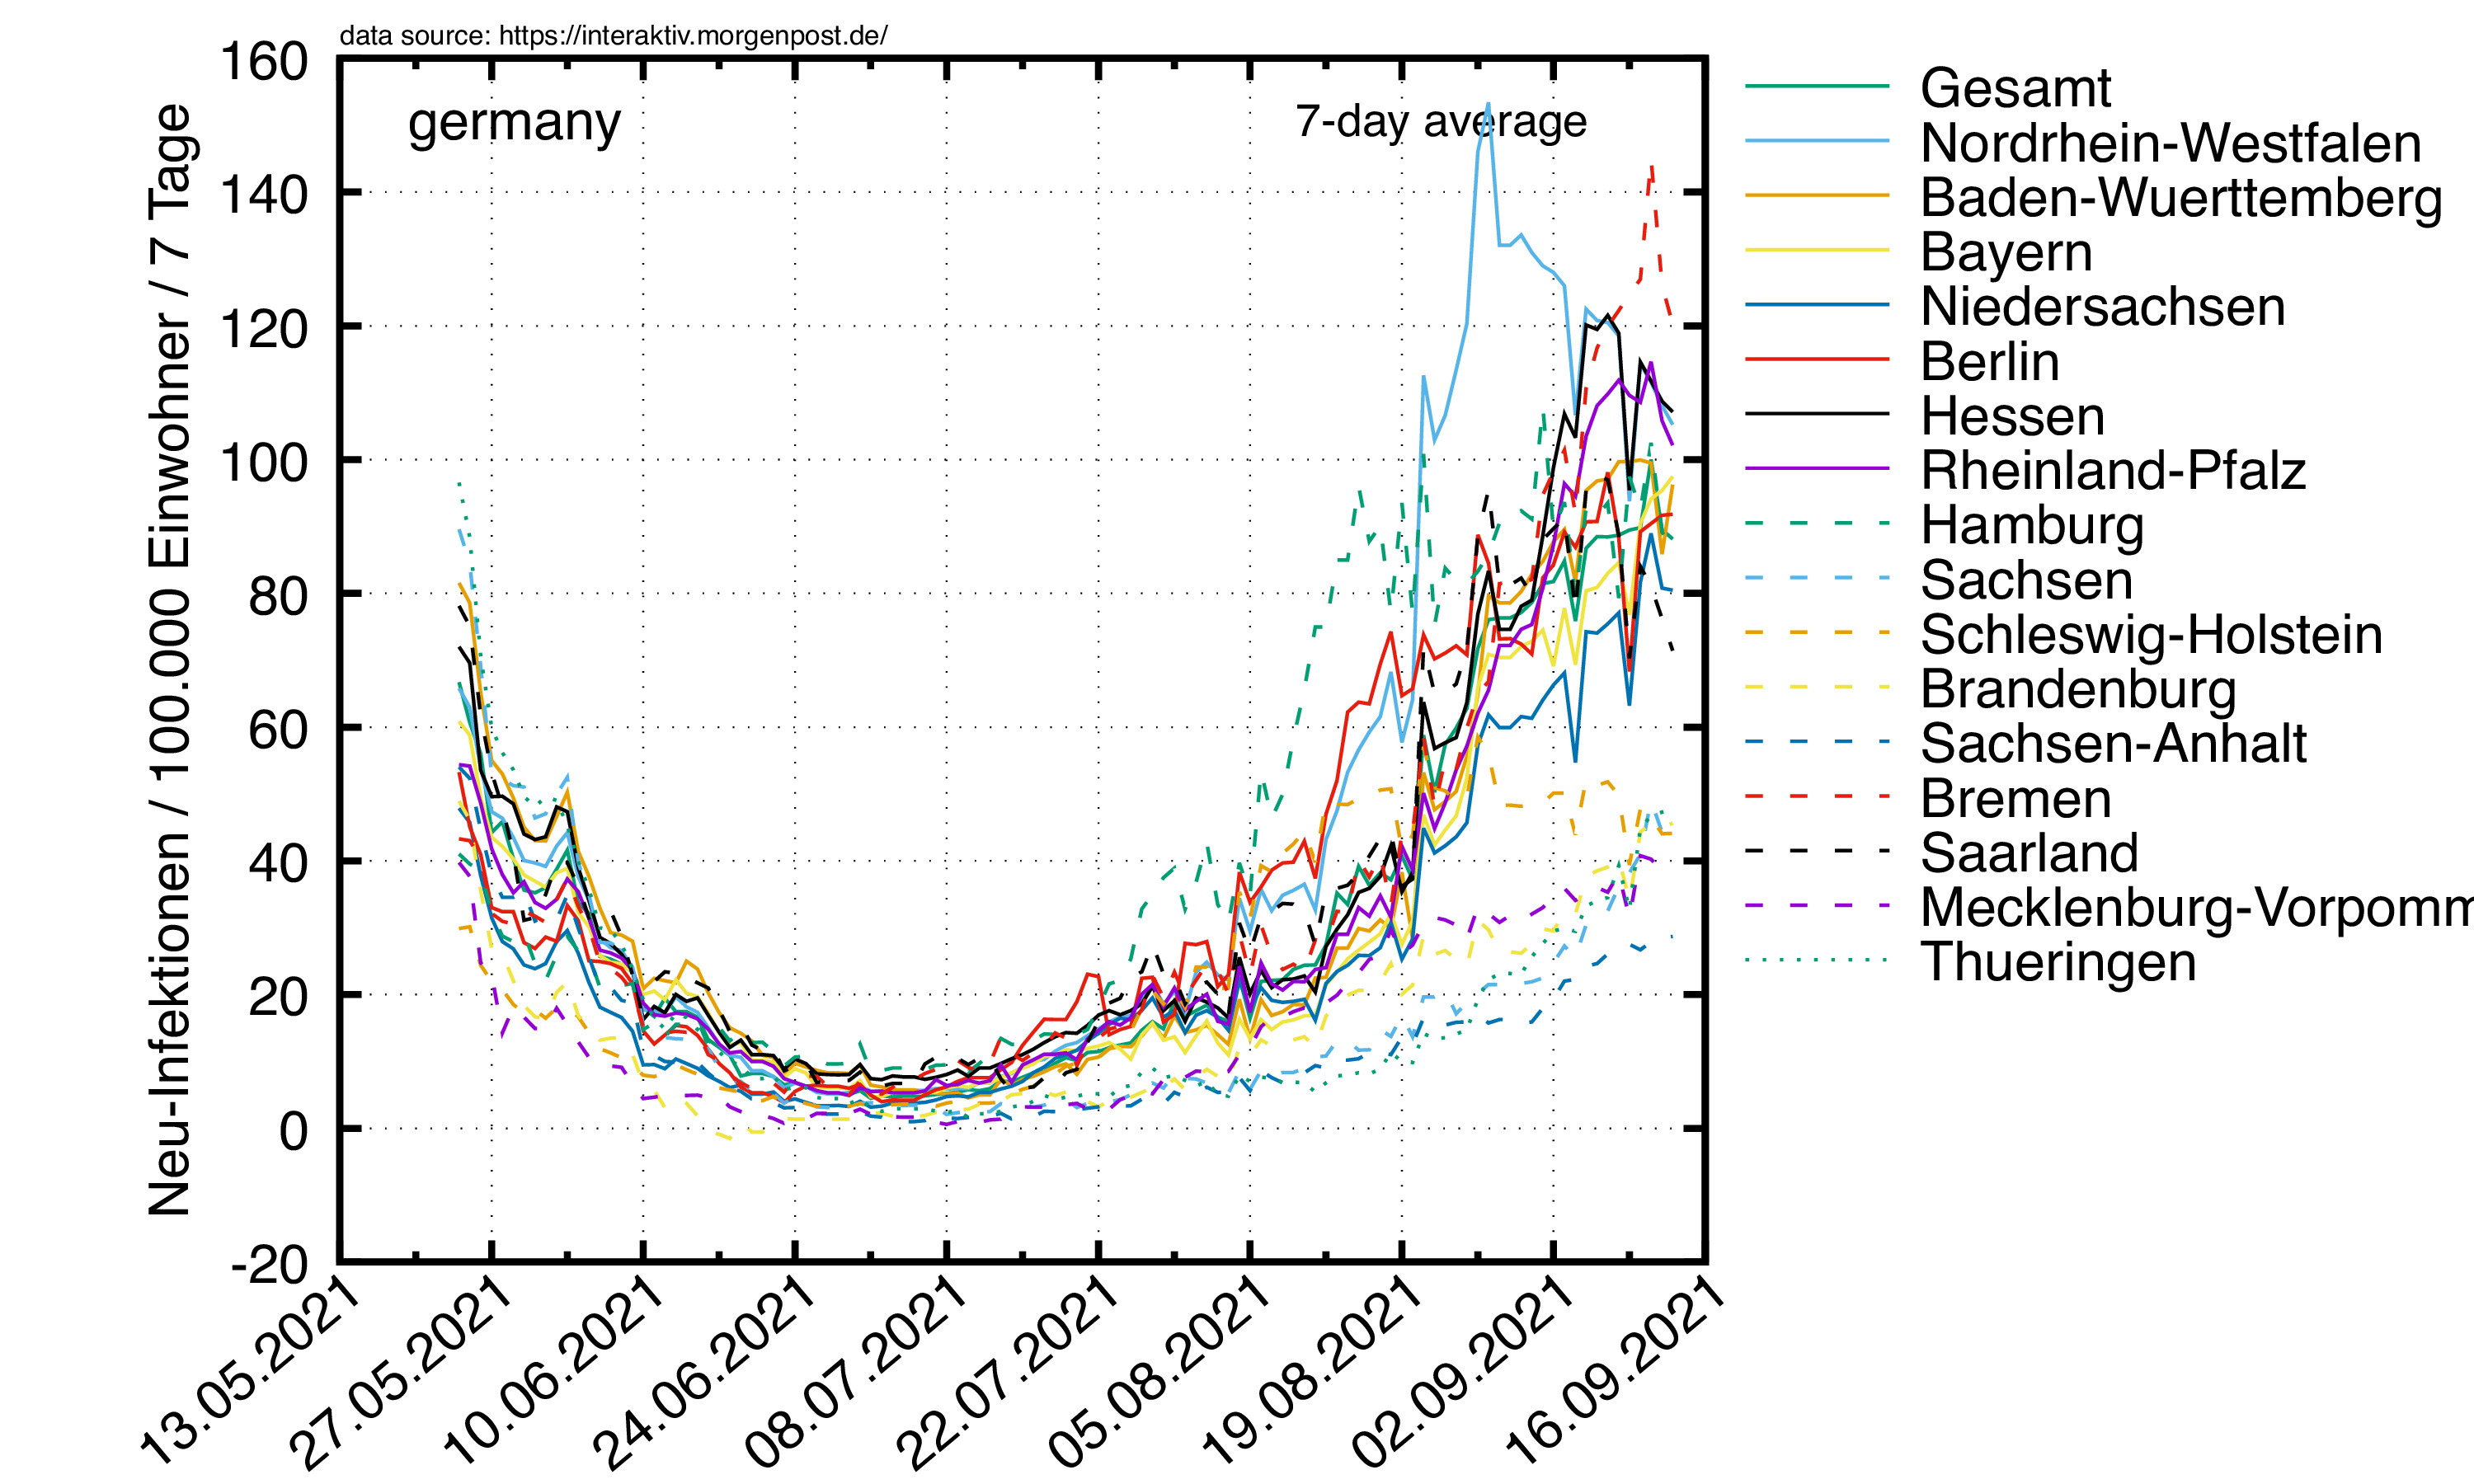 data source: https://interaktiv.morgenpost.de/
germany
7-day average
Neu-Infektionen / 100.000 Einwohner / 7 Tage
160
140
120
100
80
60
40
20
0
-20
13.05.2021
27.05.2021
10.06.2021
24.06.2021
08.07.2021
22.07.2021
05.08.2021
19.08.2021
02.09.2021
16.09.2021
Gesamt
Nordrhein-Westfalen
Baden-Wuerttemberg
Bayern
Niedersachsen
Berlin
Hessen
Rheinland-Pfalz
Hamburg
Sachsen
Schleswig-Holstein
Brandenburg
Sachsen-Anhalt
Bremen
Saarland
Mecklenburg-Vorpomm
Thueringen